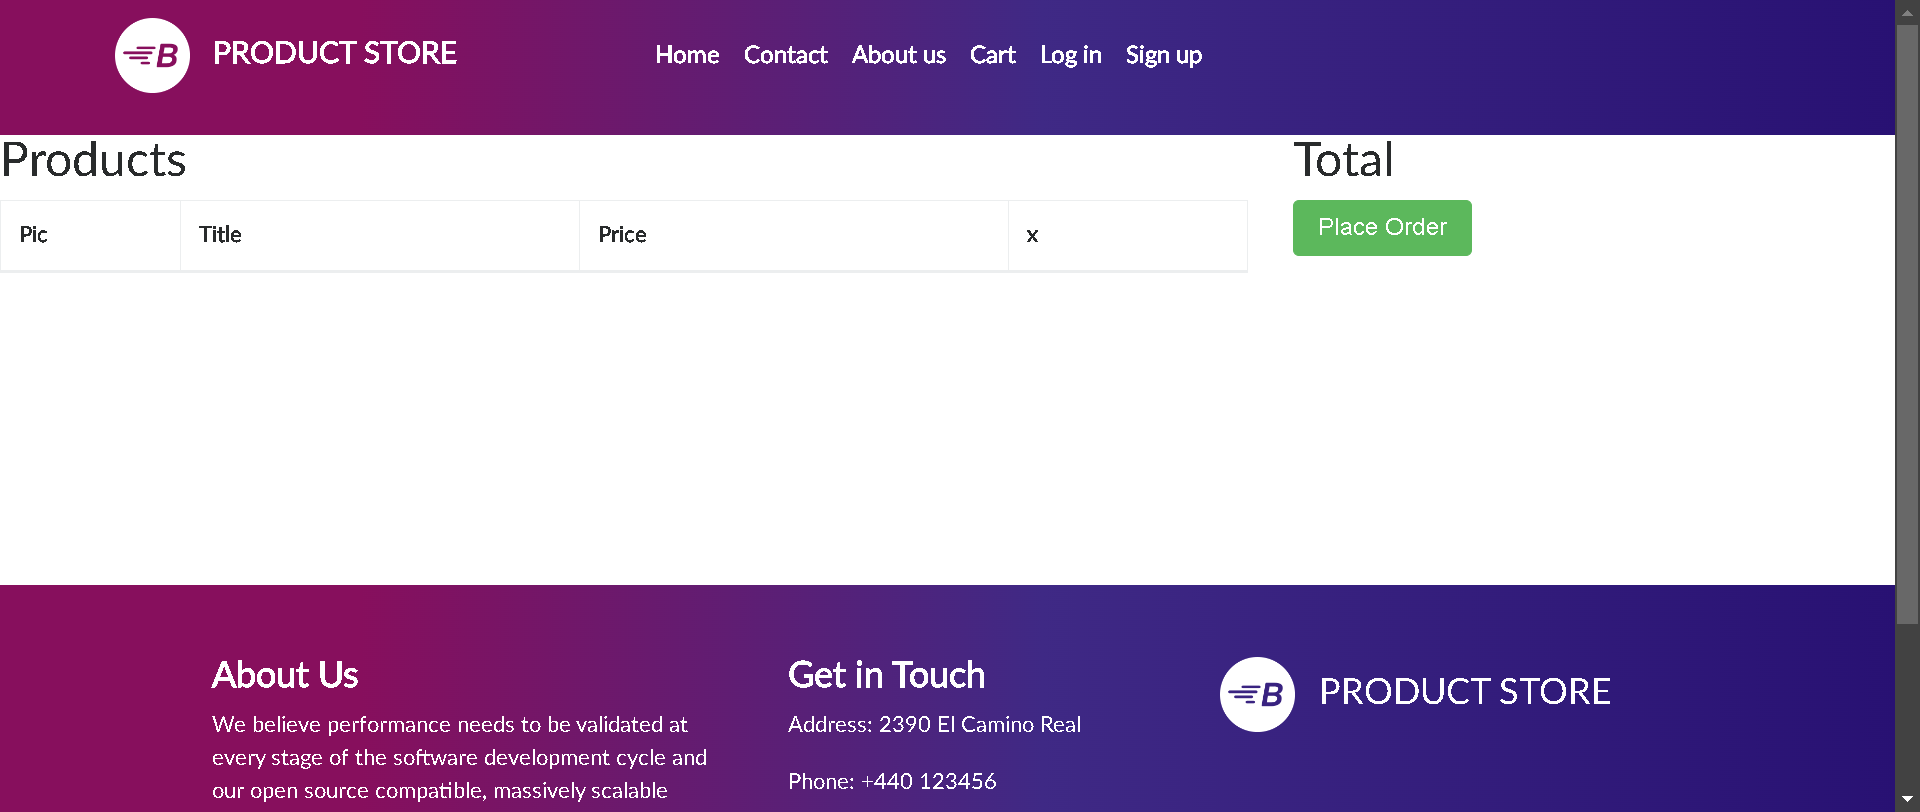 B PRODUCT STORE
Home Contact About us Cart Log in Sign up
Products
Total
Pic Title Price x
Place Order
About Us
We believe performance needs to be validated at
every stage of the software development cycle and
our open source compatible, massively scalable
Get in Touch
Address: 2390 El Camino Real
Phone: +440 123456
B PRODUCT STORE